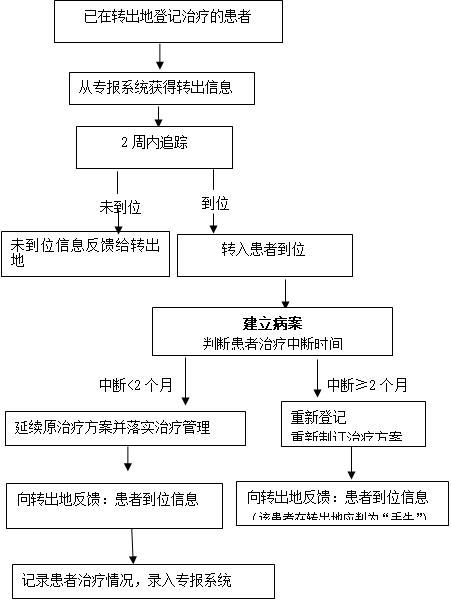 已在转出地登记治疗的患者
从专报系统获得转出信息
2 周内追踪
未到位
到位
未到位信息反馈给转出
地
转入患者到位
建立病案
判断患者治疗中断时间
中断<2 个月
中断≥2 个月
延续原治疗方案并落实治疗管理
重新登记
重新制订治疗方案
向转出地反馈：患者到位信息
向转出地反馈：患者到位信息
（该患者在转出地应判为“丢失”）
记录患者治疗情况，录入专报系统